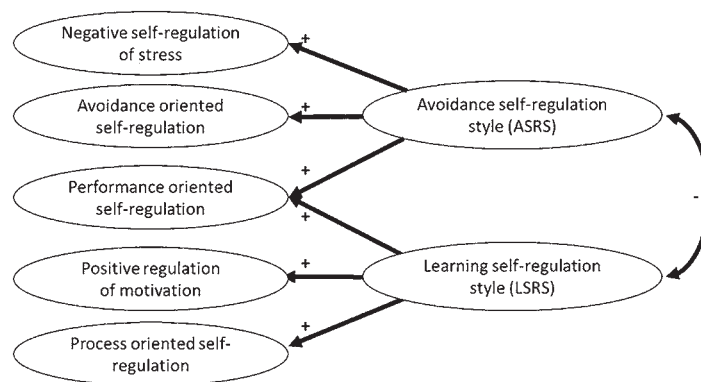 Negative self-regulation
of stress
+
Avoidance oriented
self-regulation
+
Avoidance self-regulation
style (ASRS)
Performance oriented
self-regulation
+
+
-
Positive regulation
of motivation
+
Learning self-regulation
style (LSRS)
Process oriented self-
regulation
+